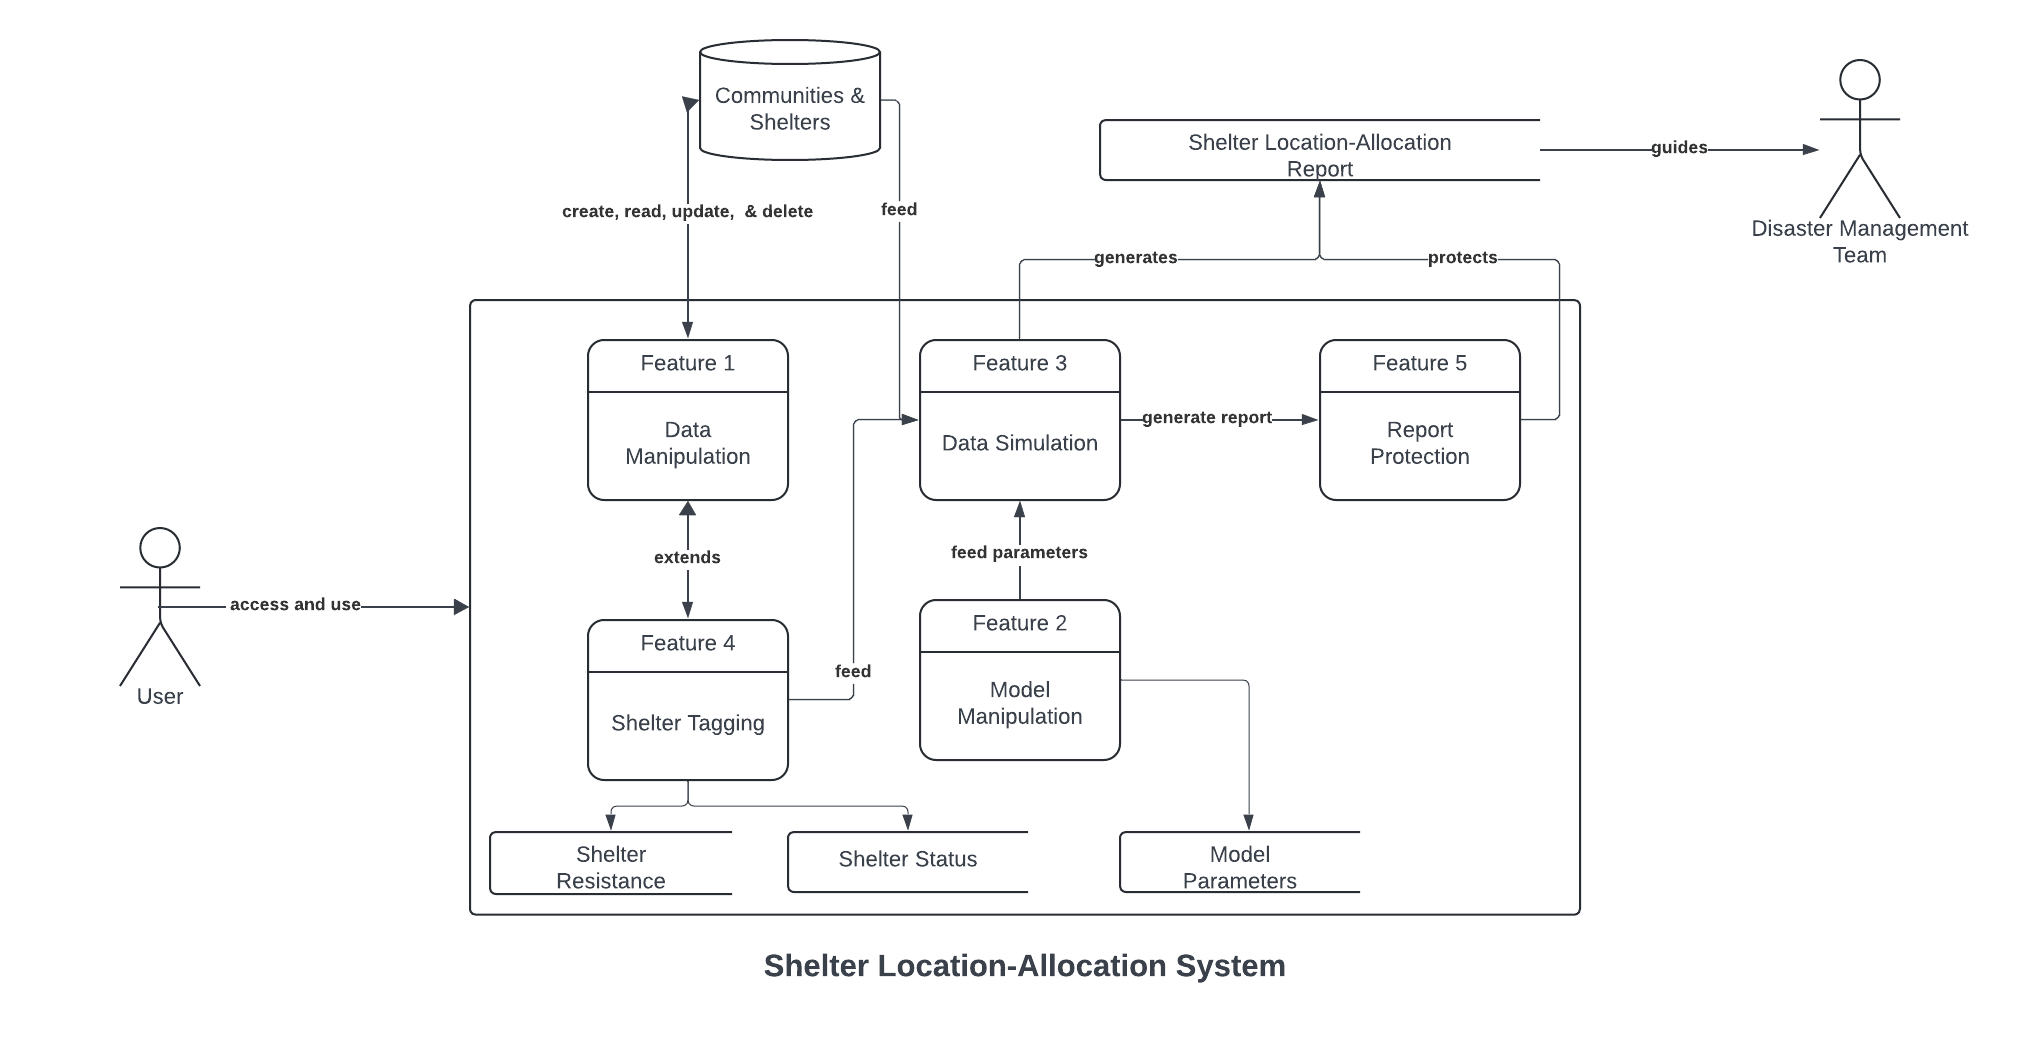 Communities &
Shelters
Shelter Location-Allocation
Report
guides
Disaster Management
Team
create, read, update,  & delete
feed
generates
protects
Feature 1
Data
Manipulation
Feature 3
Data Simulation
generate report
Feature 5
Report
Protection
extends
feed parameters
access and use
User
Feature 4
Shelter Tagging
feed
Feature 2
Model
Manipulation
Shelter
Resistance
Shelter Status
Model
Parameters
Shelter Location-Allocation System